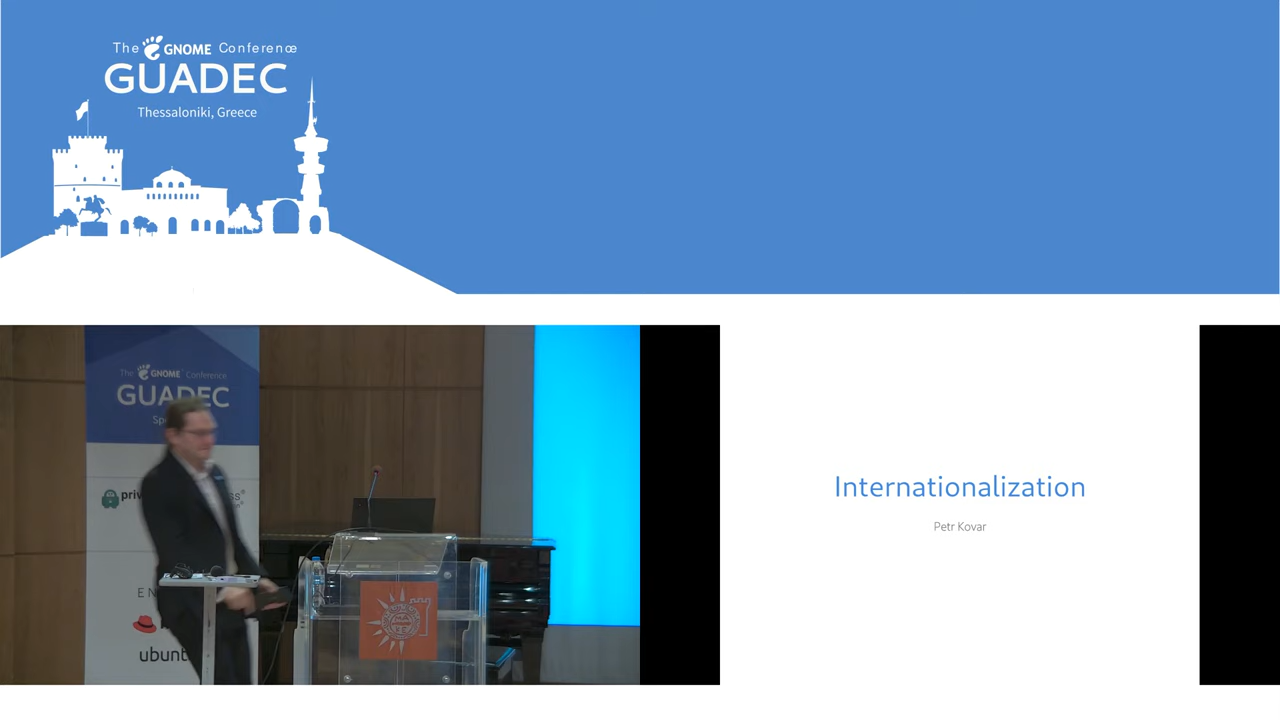 The GNOME Conference
GUADEC
Thessaloniki, Greece
The GNOME Conference
GUADEC
ubuntu
Internationalization
Petr Kovar